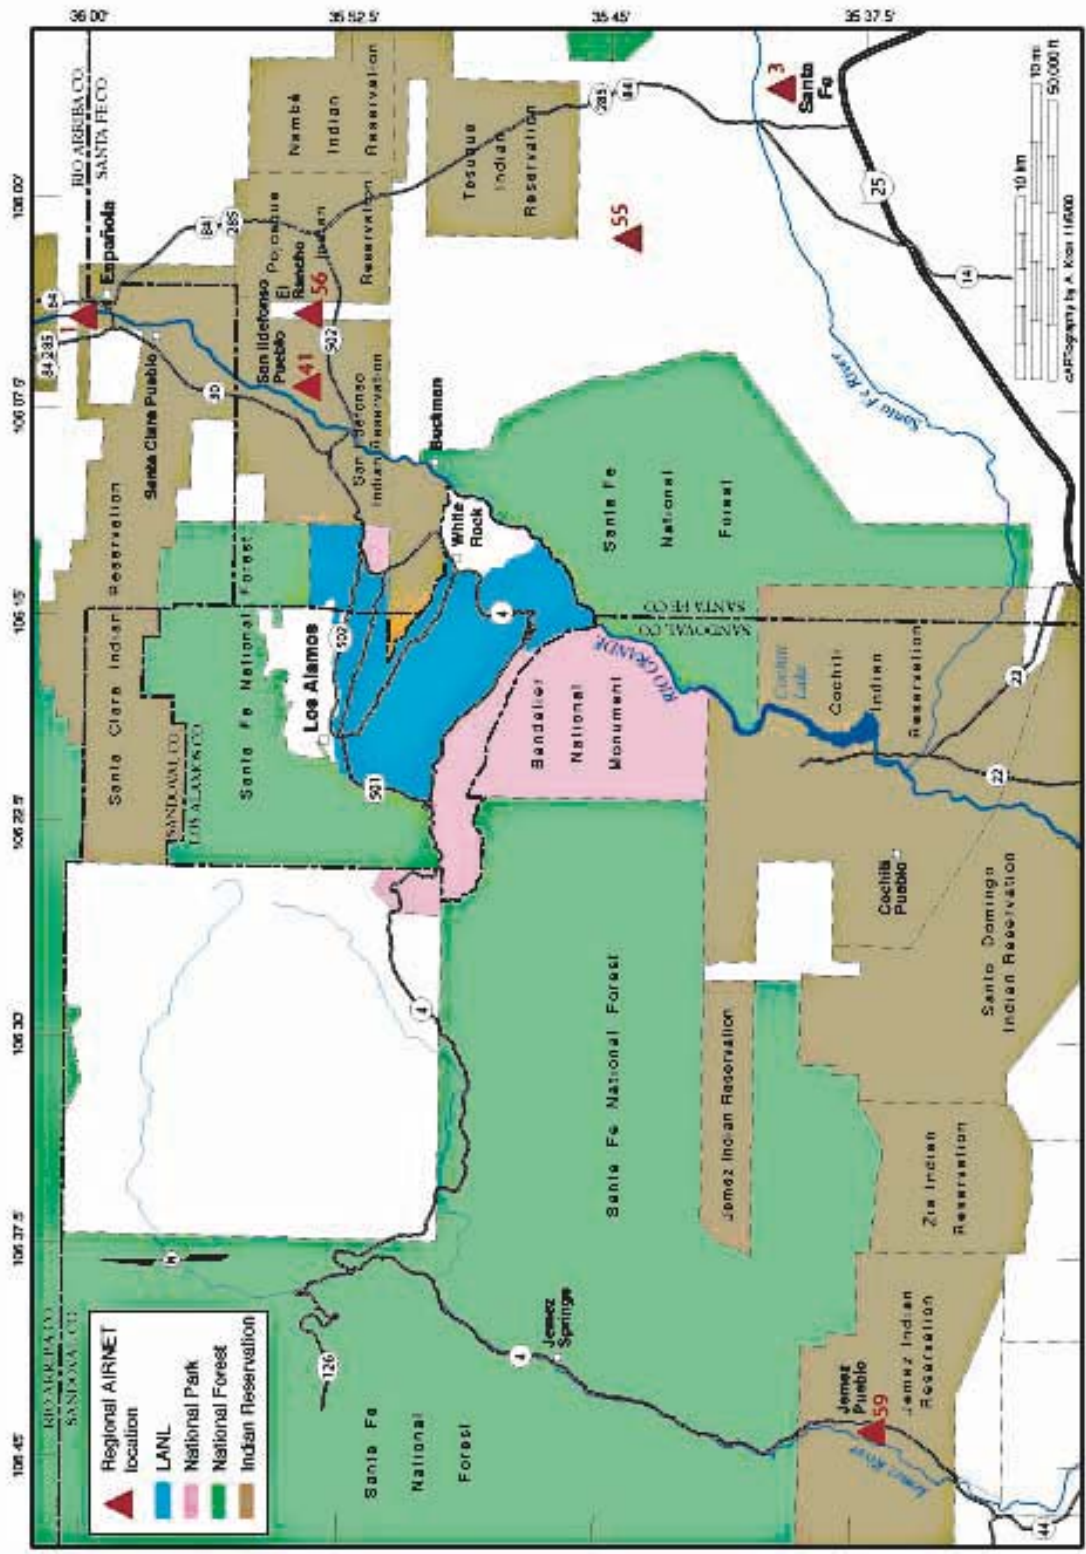 36 00'
35 52.5'
35 45'
35 37.5'
106 45'
106 37.5'
106 30'
106 22.5'
106 15'
106 07.5'
106 00'
RIO ARRIBA CO.
SANDOVAL CO.
RIO ARRIBA CO.
SANTA FE CO.
Regional AIRNET
location
LANL
National Park
National Forest
Indian Reservation
N
126
4
4
4
44
Santa Fe
National
Forest
Jemez
Springs
Jemez
Pueblo
59
Jemez River
Jemez Indian
Reservation
Zia Indian
Reservation
Jemez Indian Reservation
Santa Fe National Forest
Santo Domingo
Indian Reservation
Cochiti
Pueblo
Cochiti
Lake
Cochiti
Indian
Reservation
22
22
Santa Clara Indian Reservation
SANDOVAL CO.
LOS ALAMOS CO.
Santa Fe National Forest
Los Alamos
501
502
Bandelier
National
Monument
RIO GRANDE
SANDOVAL CO.
SANTA FE CO.
White
Rock
Buckman
Santa Fe
National
Forest
Santa Fe River
Santa Clara Pueblo
30
84
84 285
1
Española
84
285
San Ildefonso
Pueblo
41
El
Rancho
56
502
San Ildefonso
Indian Reservation
Pojoaque
Indian
Reservation
Nambé
Indian
Reservation
Tesuque
Indian
Reservation
285
84
55
3
Santa
Fe
25
14
10 mi
50,000 ft
10 km
cARTography by A. Kron 11/6/00